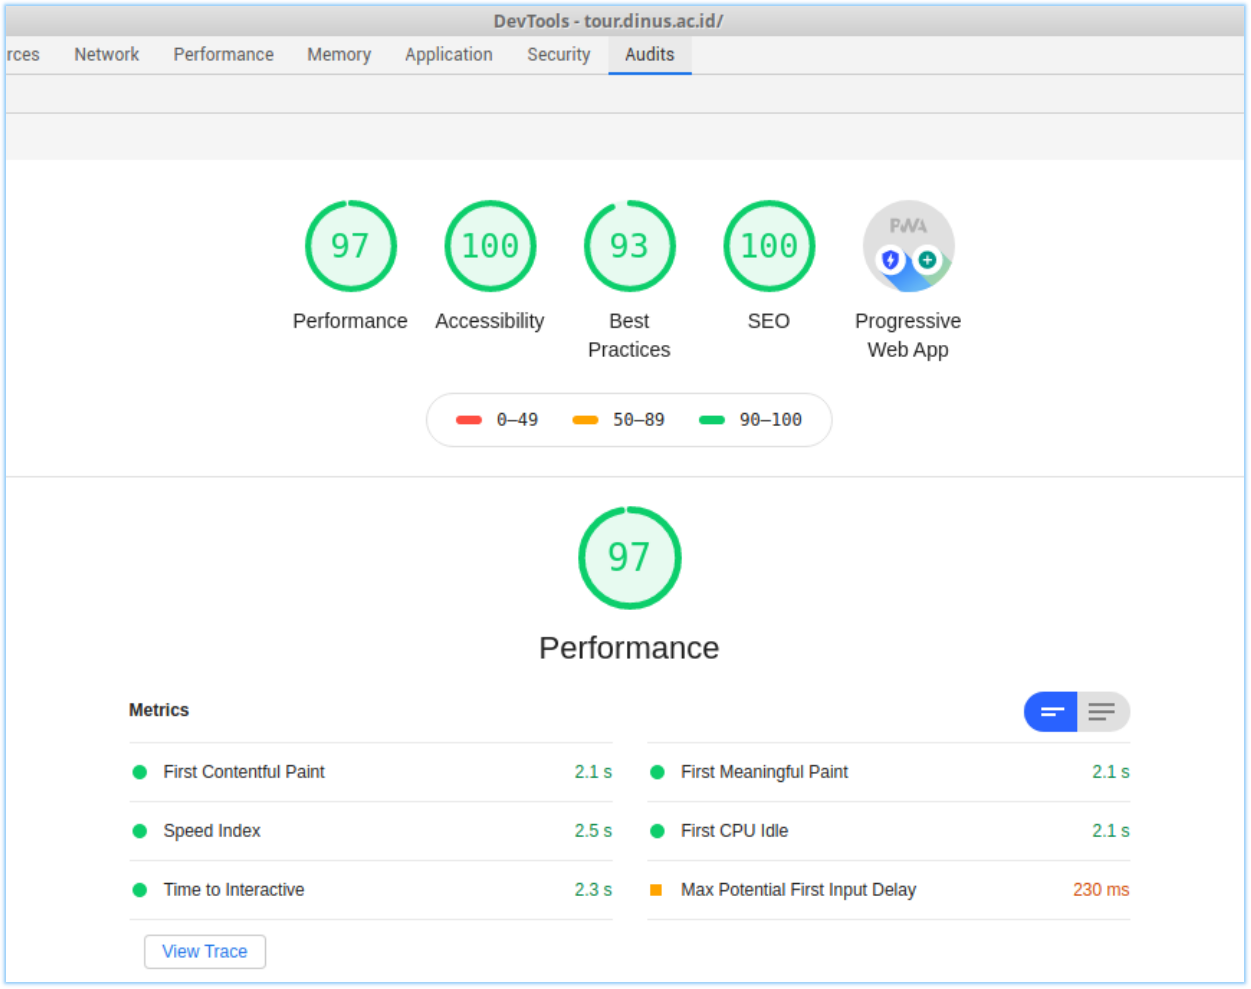 DevTools - tour.dinus.ac.id/
rces Network Performance Memory Application Security Audits
97 100 93 100 PWA
Performance Accessibility Best Practices SEO Progressive Web App
0–49 50–89 90–100
97
Performance
Metrics
First Contentful Paint 2.1 s
First Meaningful Paint 2.1 s
Speed Index 2.5 s
First CPU Idle 2.1 s
Time to Interactive 2.3 s
Max Potential First Input Delay 230 ms
View Trace